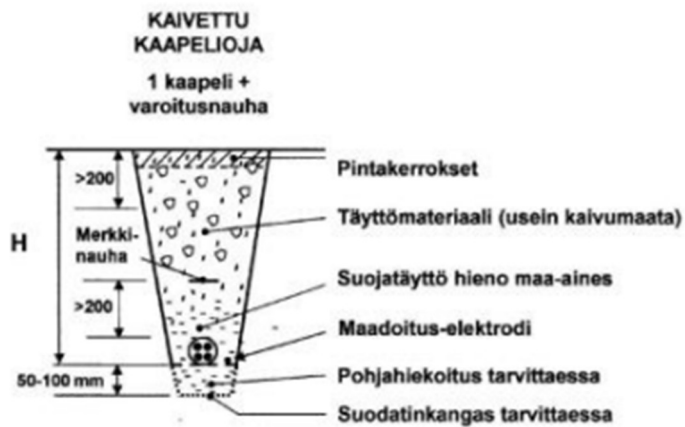 KAIVETTU
KAAPELIOJA
1 kaapeli +
varoitusnauha
Pintakerrokset
>200
Täyttömateriaali (usein kaivumaata)
H
Merkki-
nauha
Suojatäyttö hieno maa-aines
>200
Maadoitus-elektrodi
50-100 mm
Pohjahiekoitus tarvittaessa
Suodatinkangas tarvittaessa